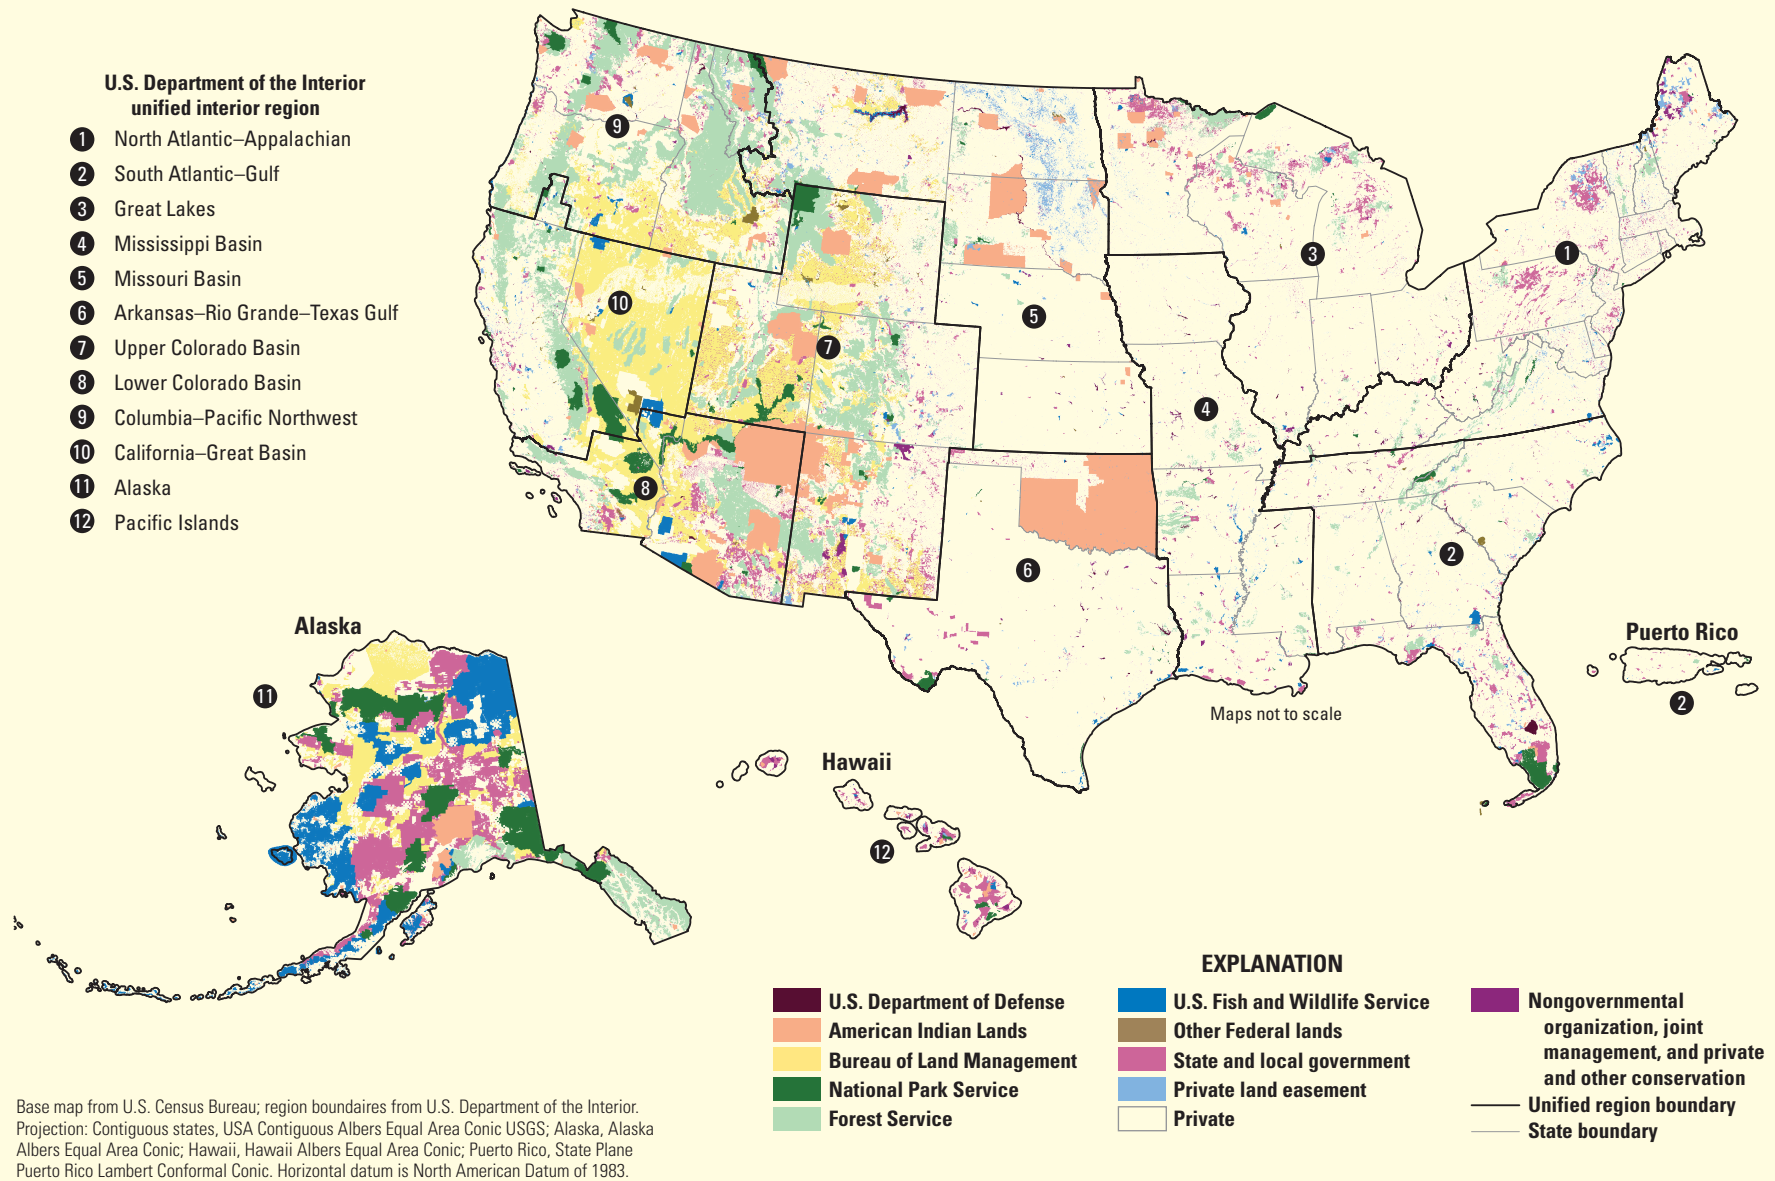 U.S. Department of the Interior
unified interior region
1 North Atlantic–Appalachian
2 South Atlantic–Gulf
3 Great Lakes
4 Mississippi Basin
5 Missouri Basin
6 Arkansas–Rio Grande–Texas Gulf
7 Upper Colorado Basin
8 Lower Colorado Basin
9 Columbia–Pacific Northwest
10 California–Great Basin
11 Alaska
12 Pacific Islands
9
3
1
10
5
7
4
8
2
6
Alaska
11
Puerto Rico
2
Maps not to scale
Hawaii
12
EXPLANATION
U.S. Department of Defense
American Indian Lands
Bureau of Land Management
National Park Service
Forest Service
U.S. Fish and Wildlife Service
Other Federal lands
State and local government
Private land easement
Private
Nongovernmental
organization, joint
management, and private
and other conservation
Unified region boundary
State boundary
Base map from U.S. Census Bureau; region boundaires from U.S. Department of the Interior.
Projection: Contiguous states, USA Contiguous Albers Equal Area Conic USGS; Alaska, Alaska
Albers Equal Area Conic; Hawaii, Hawaii Albers Equal Area Conic; Puerto Rico, State Plane
Puerto Rico Lambert Conformal Conic. Horizontal datum is North American Datum of 1983.